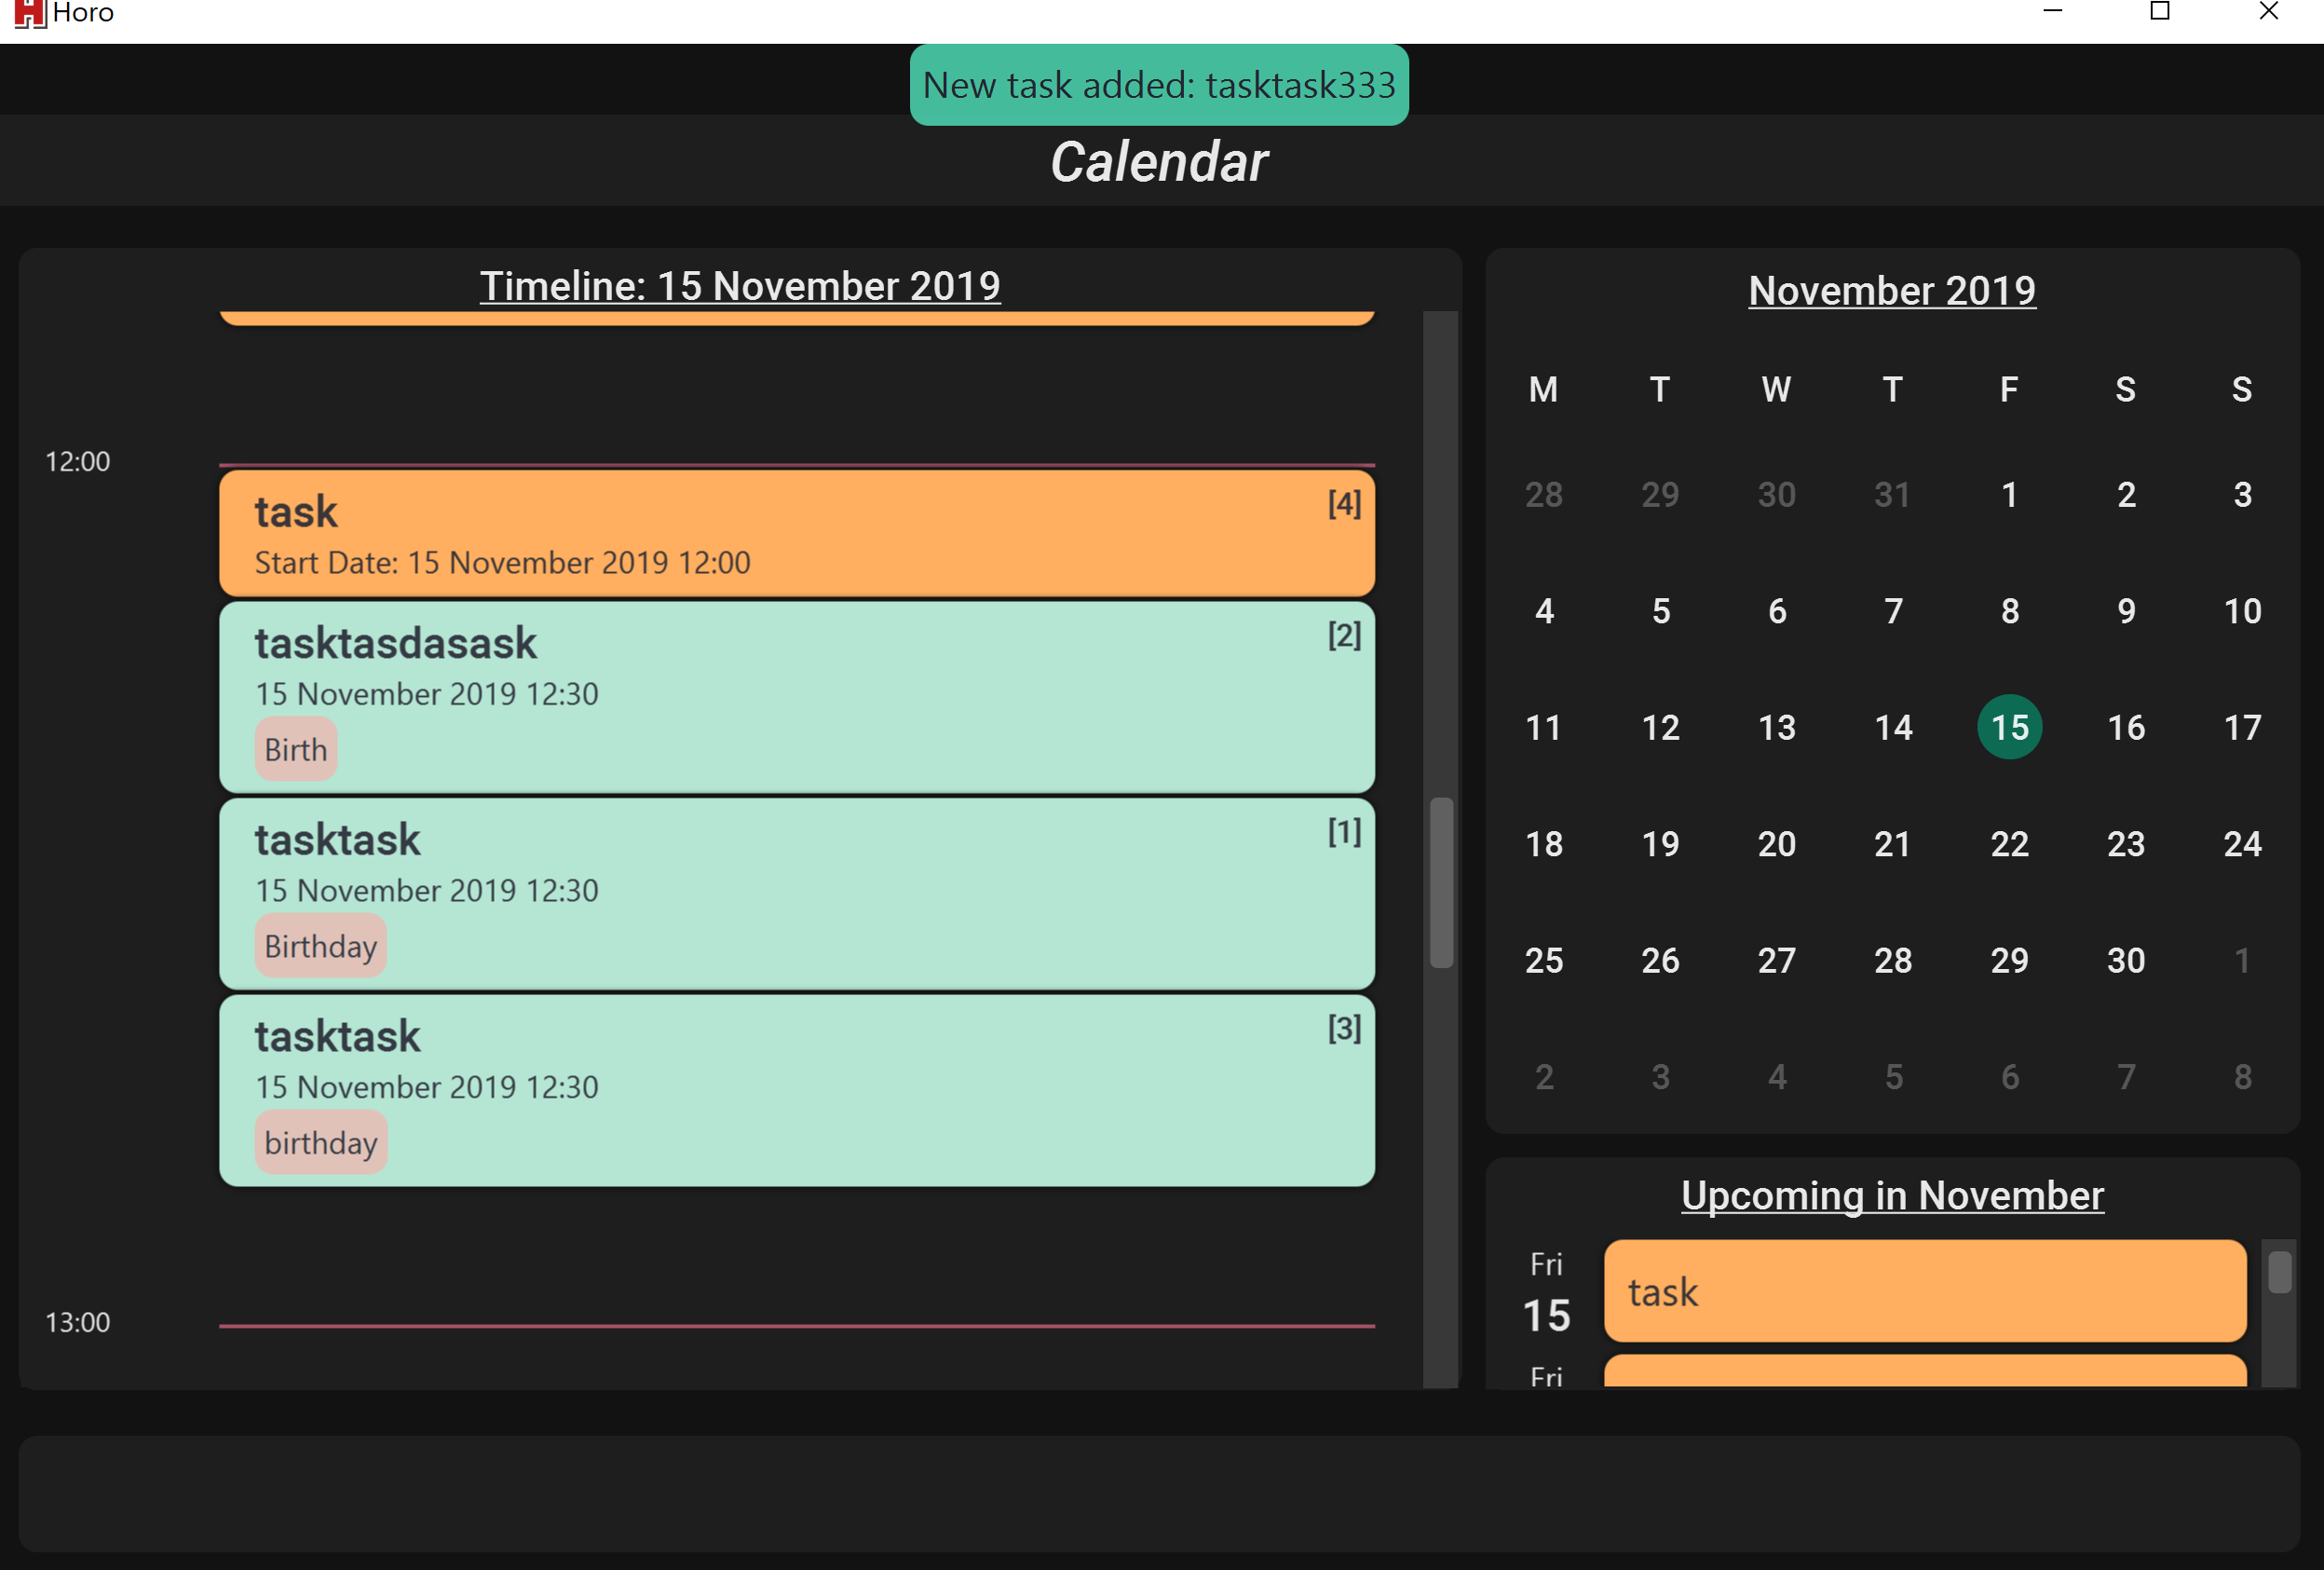 Horo
New task added: tasktask333
Calendar
Timeline: 15 November 2019
12:00
task
[4]
Start Date: 15 November 2019 12:00
tasktasdasask
[2]
15 November 2019 12:30
Birth
tasktask
[1]
15 November 2019 12:30
Birthday
tasktask
[3]
15 November 2019 12:30
birthday
13:00
November 2019
M T W T F S S
28 29 30 31 1 2 3
4 5 6 7 8 9 10
11 12 13 14 15 16 17
18 19 20 21 22 23 24
25 26 27 28 29 30 1
2 3 4 5 6 7 8
Upcoming in November
Fri
15
task
Fri